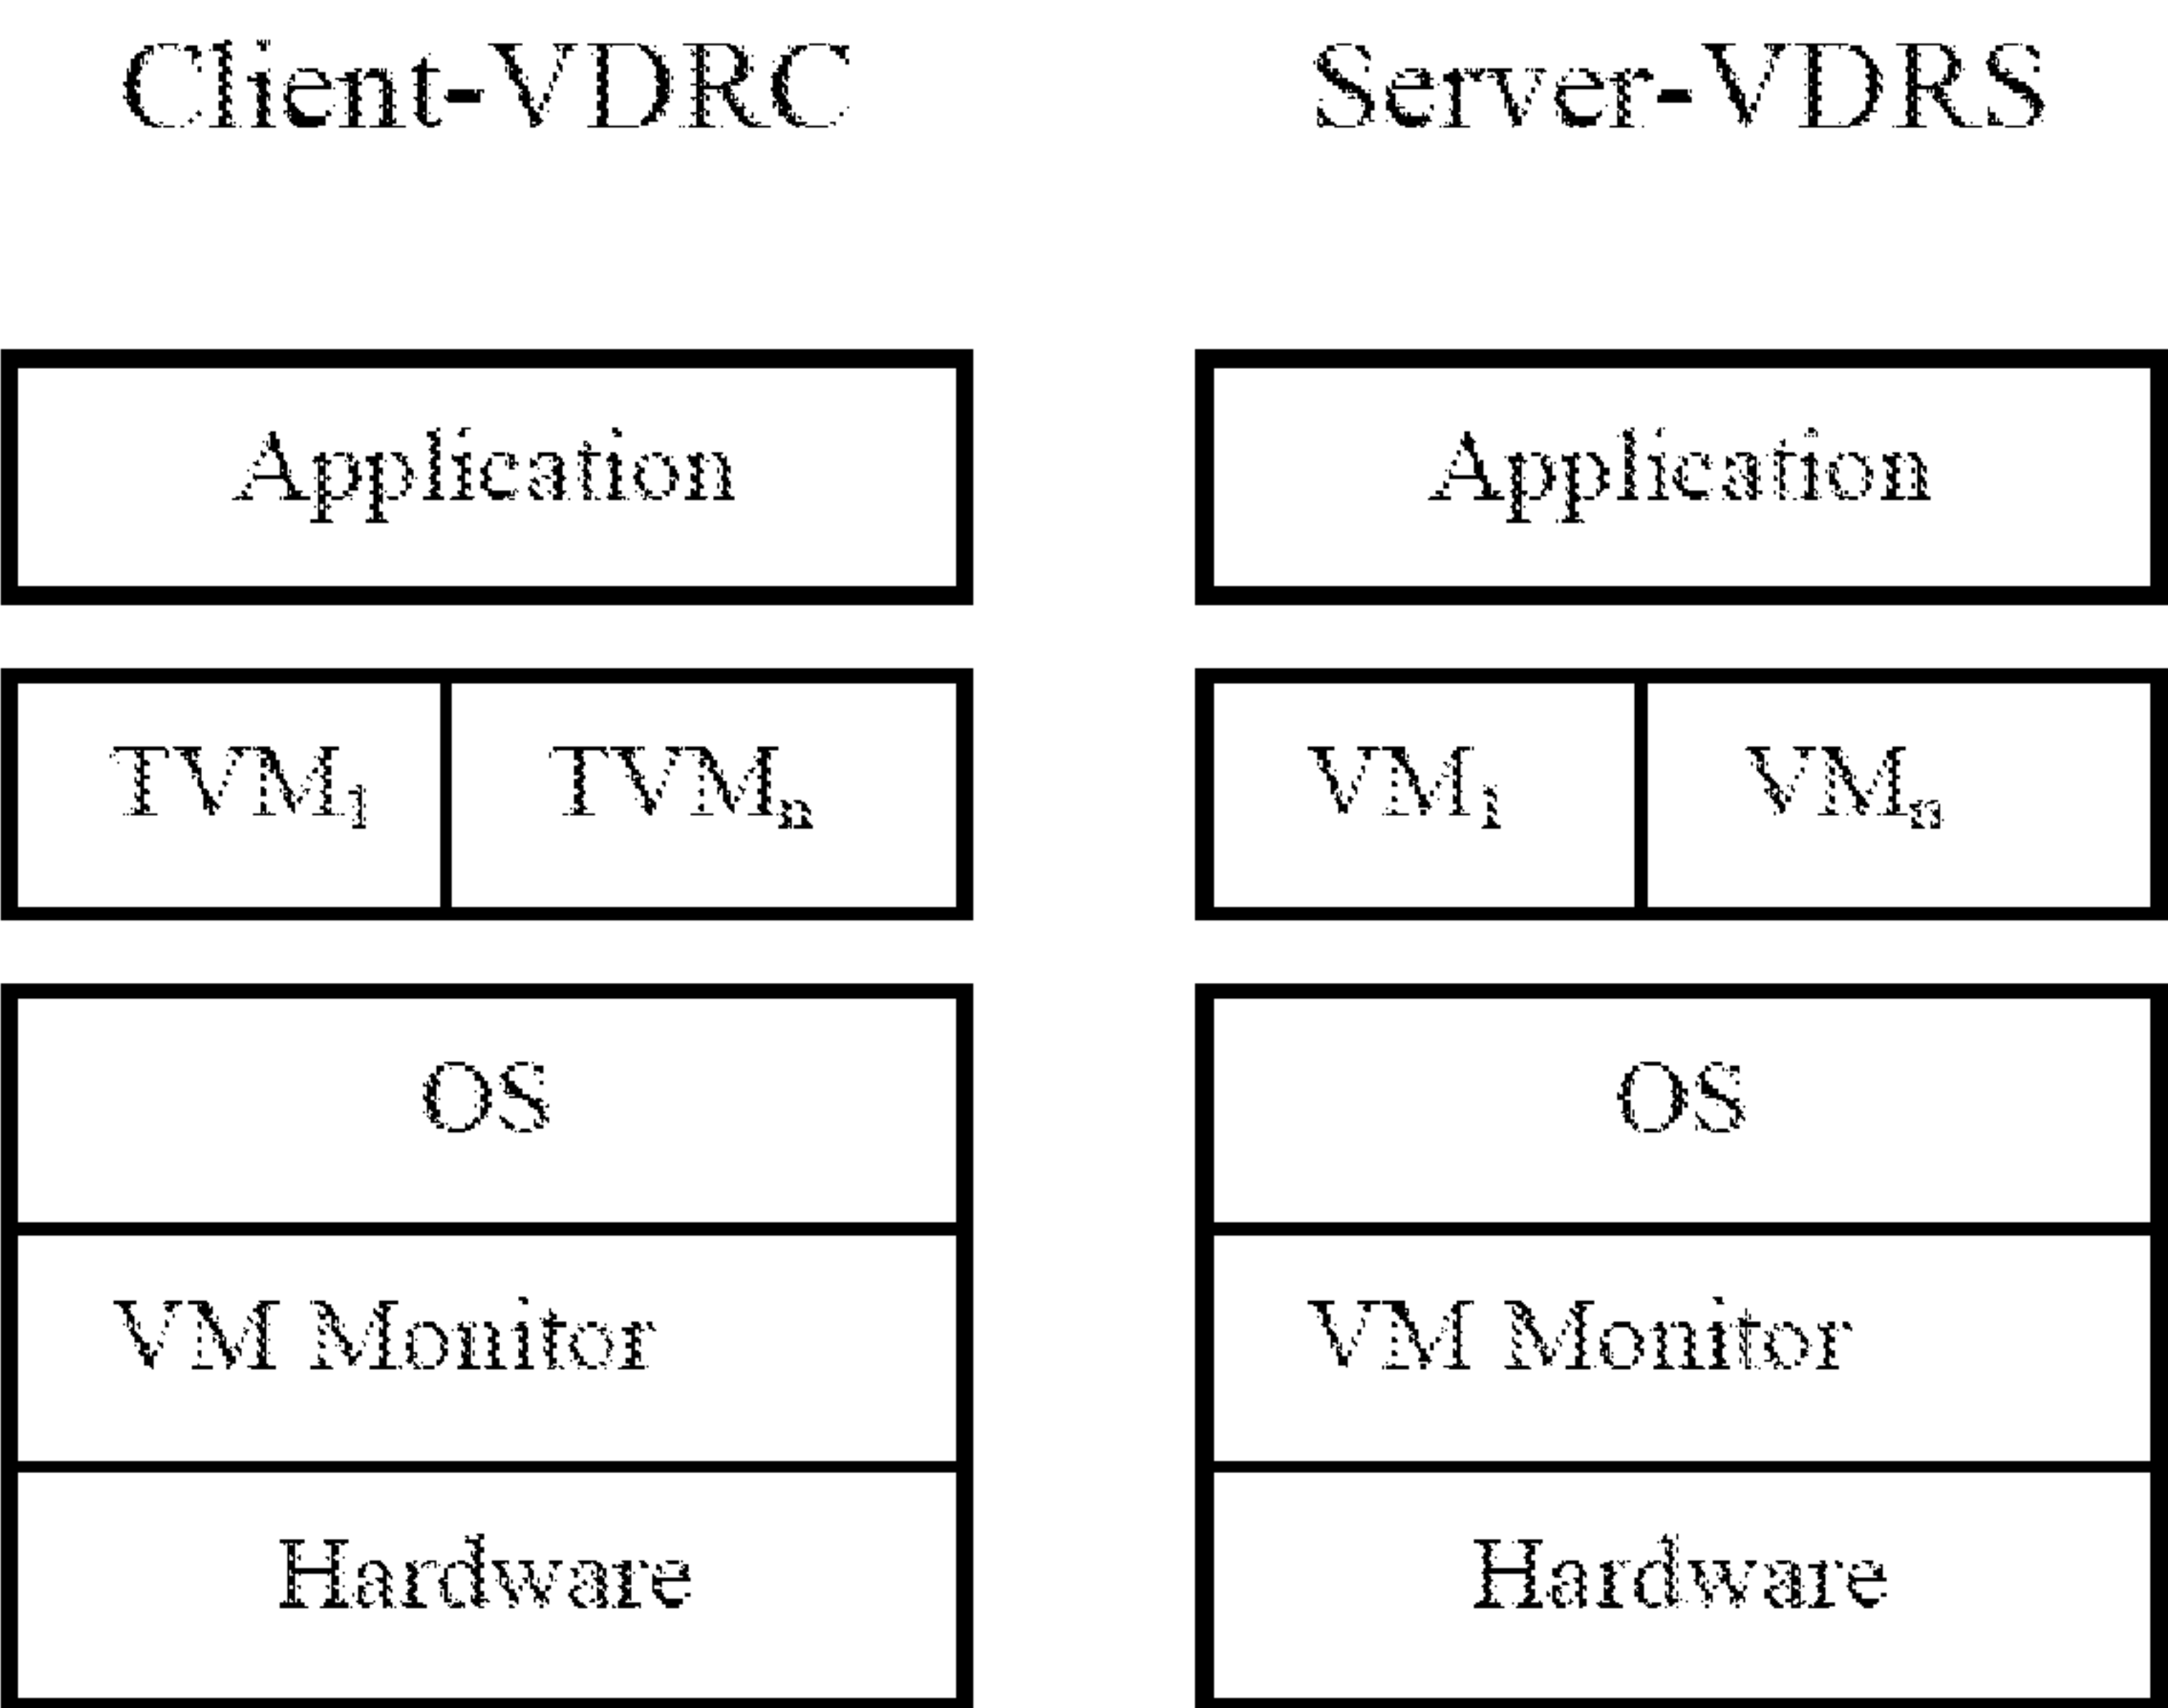 Client-VDRC
Server-VDRS
Application
Application
TVM₁ TVMₙ
VM₁ VMₙ
OS
OS
VM Monitor
VM Monitor
Hardware
Hardware